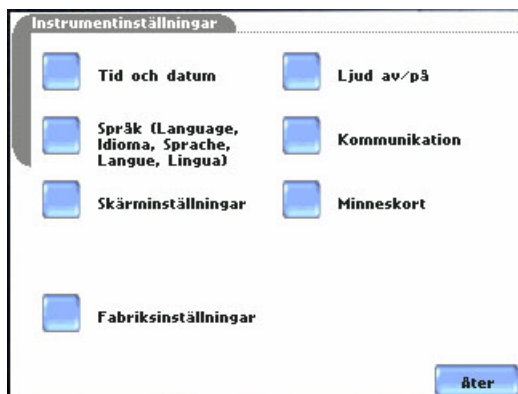 Instrumentinställningar
Tid och datum
Ljud av/på
Språk (Language,
Idioma, Sprache,
Langue, Lingua)
Kommunikation
Skärminställningar
Minneskort
Fabriksinställningar
Åter